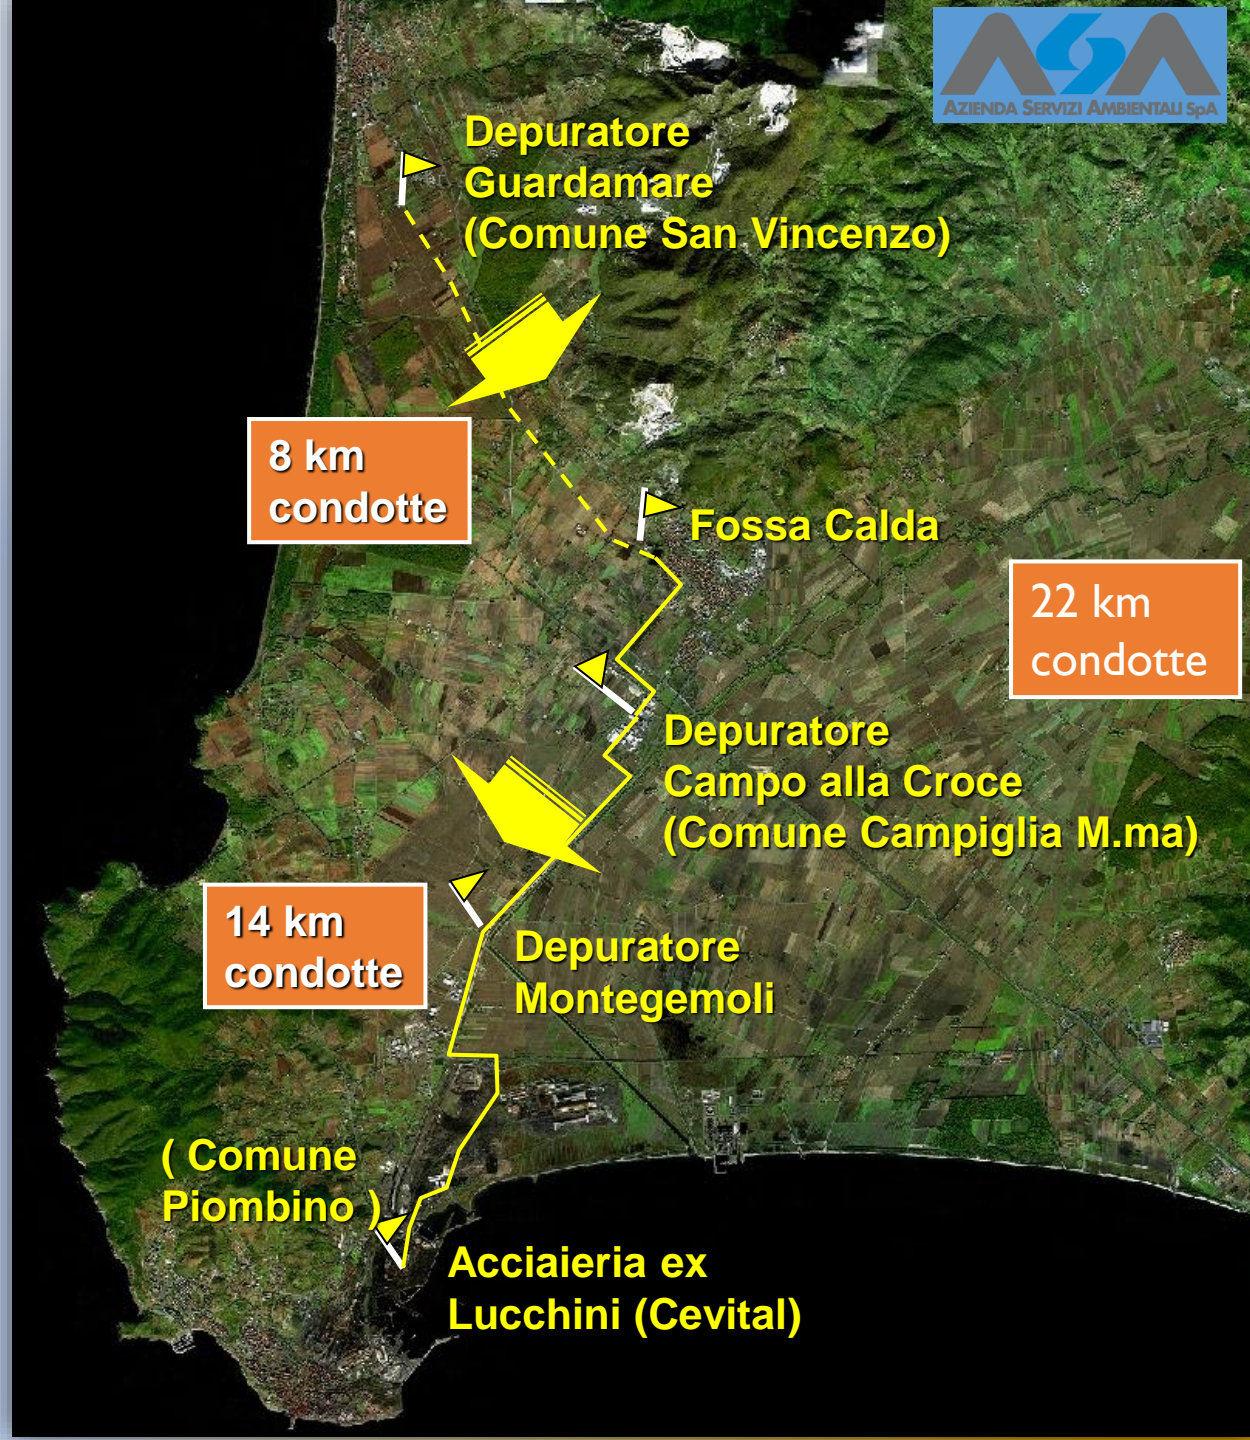 ASA
AZIENDA SERVIZI AMBIENTALI SpA
Depuratore
Guardamare
(Comune San Vincenzo)
8 km
condotte
Fossa Calda
22 km
condotte
Depuratore
Campo alla Croce
(Comune Campiglia M.ma)
14 km
condotte
Depuratore
Montegemoli
( Comune
Piombino )
Acciaieria ex
Lucchini (Cevital)